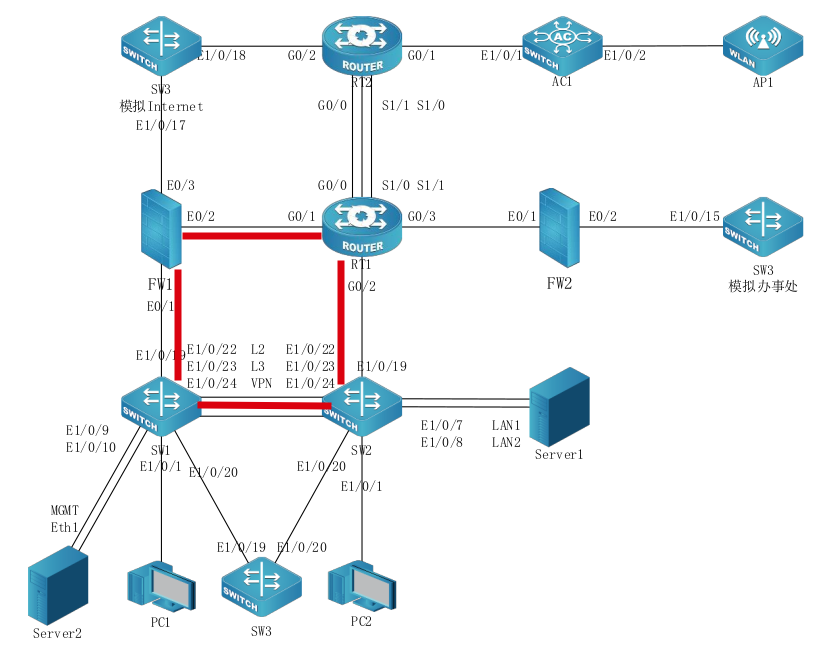 SWITCH
E1/0/18
G0/2
ROUTER
G0/1
E1/0/1
AC
SWITCH
E1/0/2
WLAN
SW3
模拟Internet
RT2
AC1
AP1
E1/0/17
G0/0
S1/1 S1/0
E0/3
G0/0
S1/0 S1/1
E0/2
G0/1
ROUTER
G0/3
E0/1
E0/2
E1/0/15
SWITCH
FW1
RT1
FW2
SW3
模拟办事处
E0/1
G0/2
E1/0/19
E1/0/22 L2 E1/0/22
E1/0/23 L3 E1/0/23
E1/0/24 VPN E1/0/24
E1/0/19
SWITCH
SWITCH
E1/0/9
E1/0/10
E1/0/7 LAN1
E1/0/8 LAN2
SW1
SW2
Server1
E1/0/1
E1/0/20
E1/0/20
E1/0/1
MGMT
Eth1
E1/0/19 E1/0/20
SWITCH
Server2
PC1
SW3
PC2